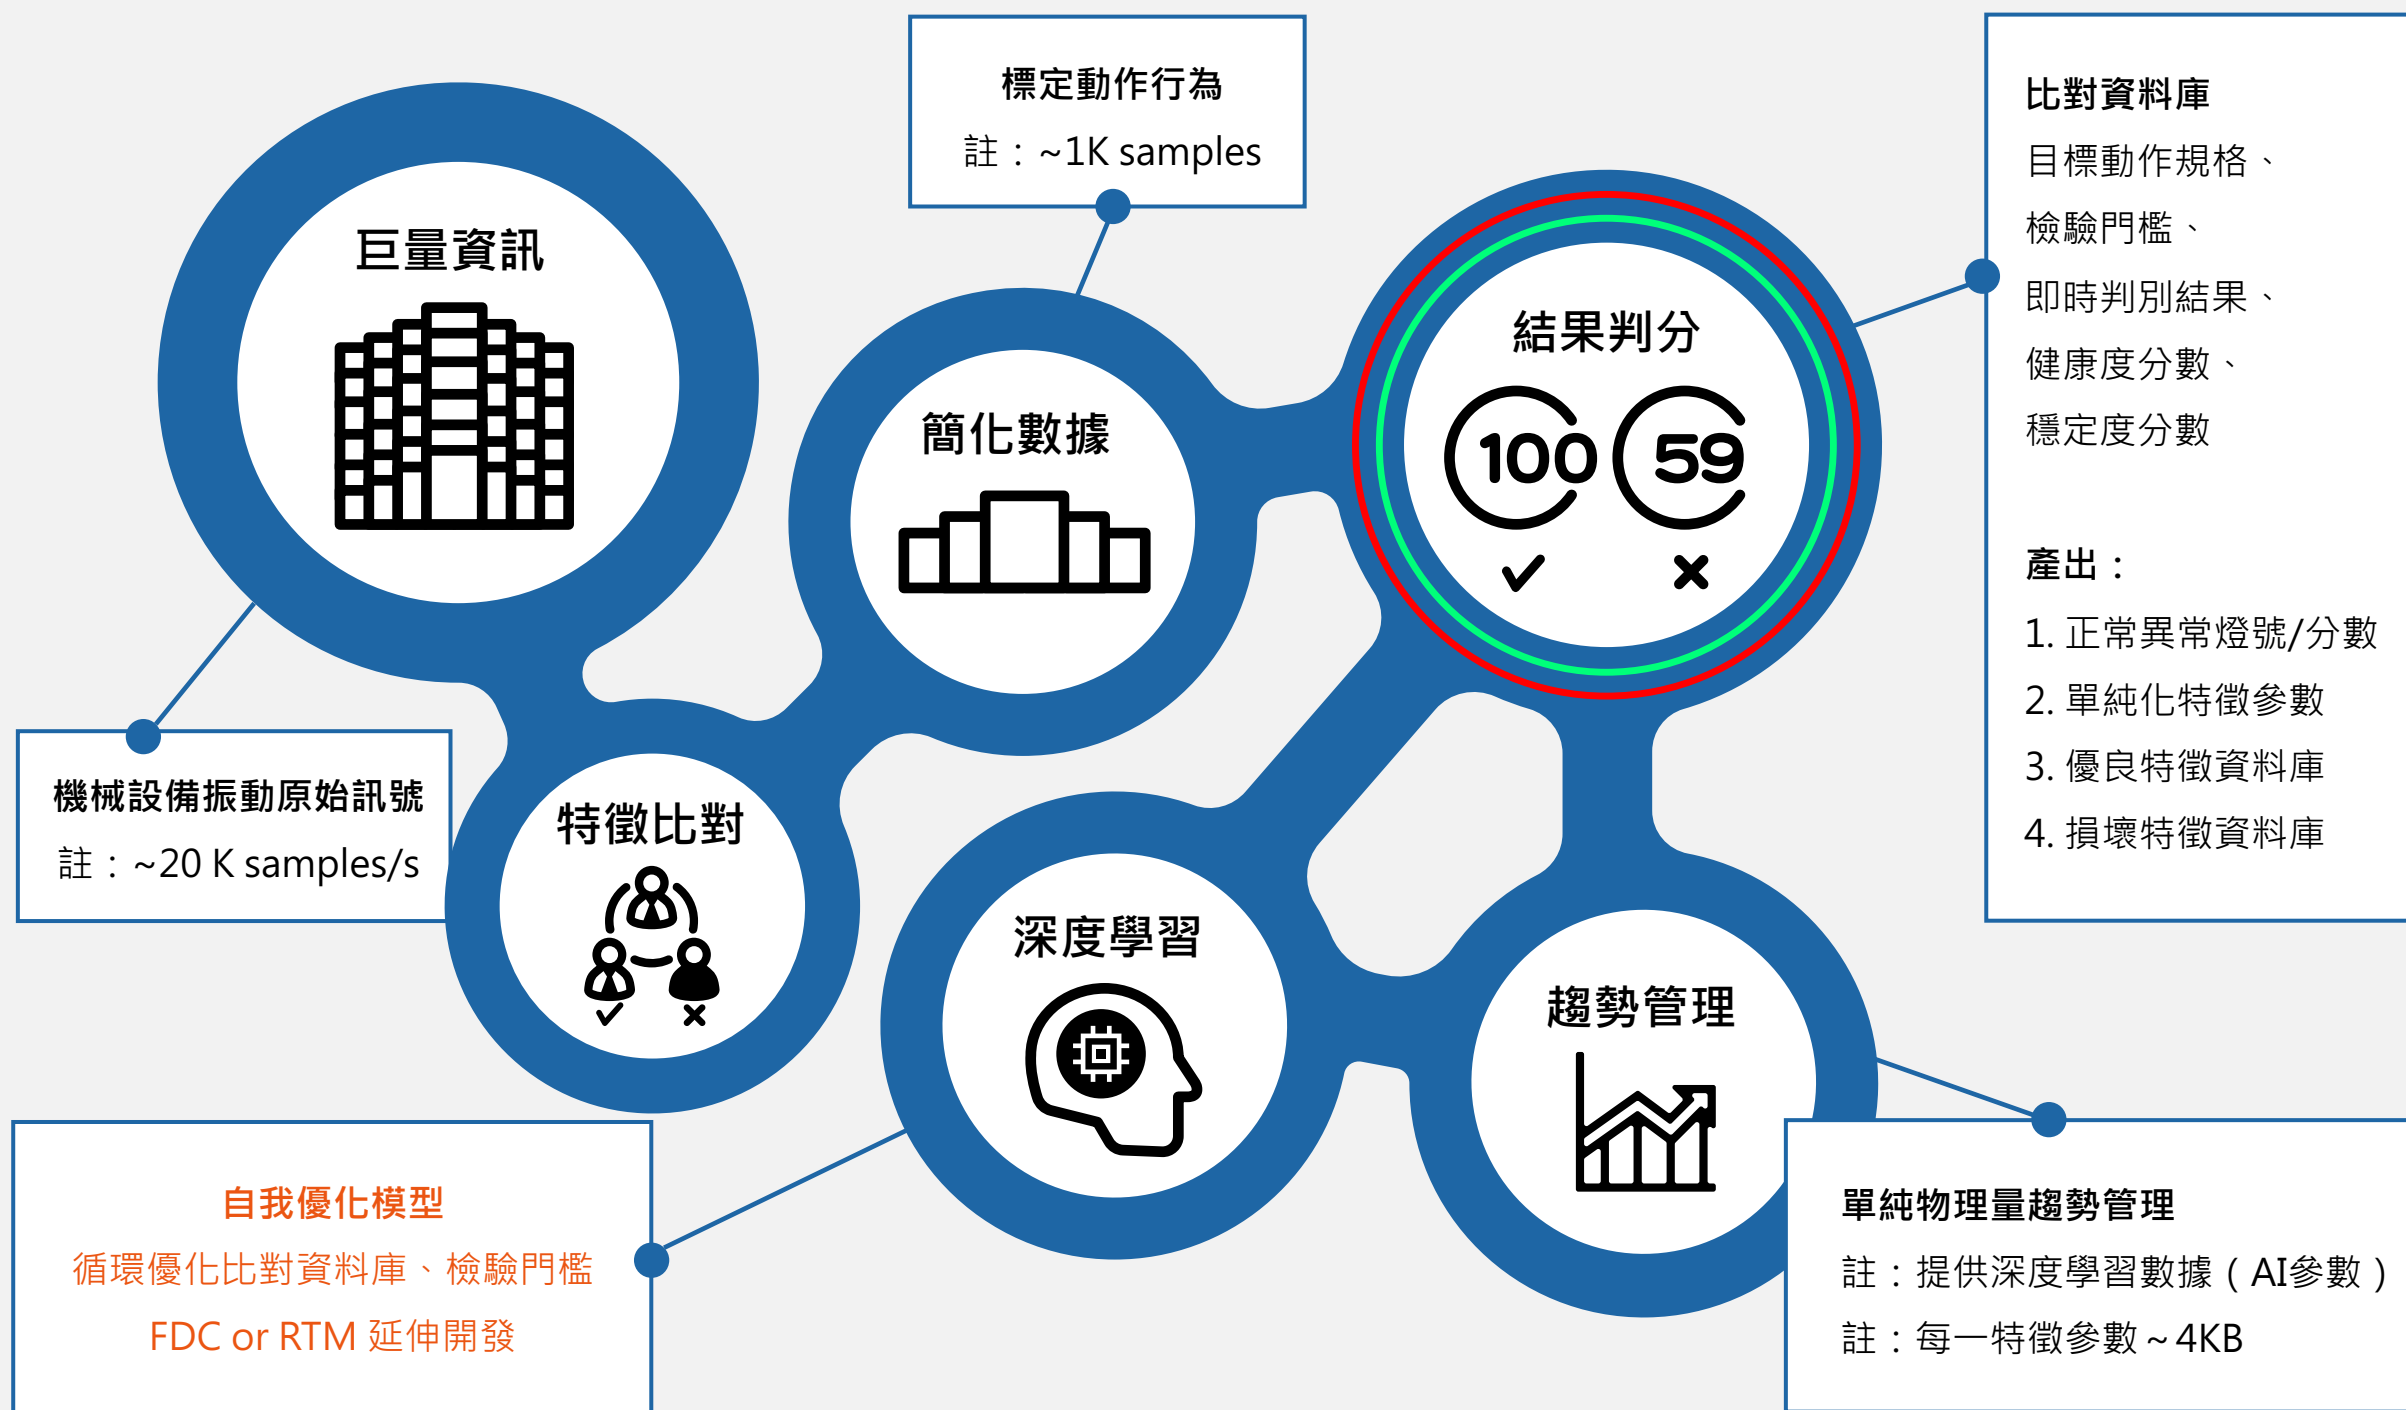 標定動作行為
註：~1K samples
比對資料庫
目標動作規格、
檢驗門檻、
即時判別結果、
健康度分數、
穩定度分數
產出：
1. 正常異常燈號/分數
2. 單純化特徵參數
3. 優良特徵資料庫
4. 損壞特徵資料庫
巨量資訊
結果判分
100
59
簡化數據
機械設備振動原始訊號
註：~20 K samples/s
特徵比對
深度學習
趨勢管理
自我優化模型
循環優化比對資料庫、檢驗門檻
FDC or RTM 延伸開發
單純物理量趨勢管理
註：提供深度學習數據（AI參數）
註：每一特徵參數~4KB